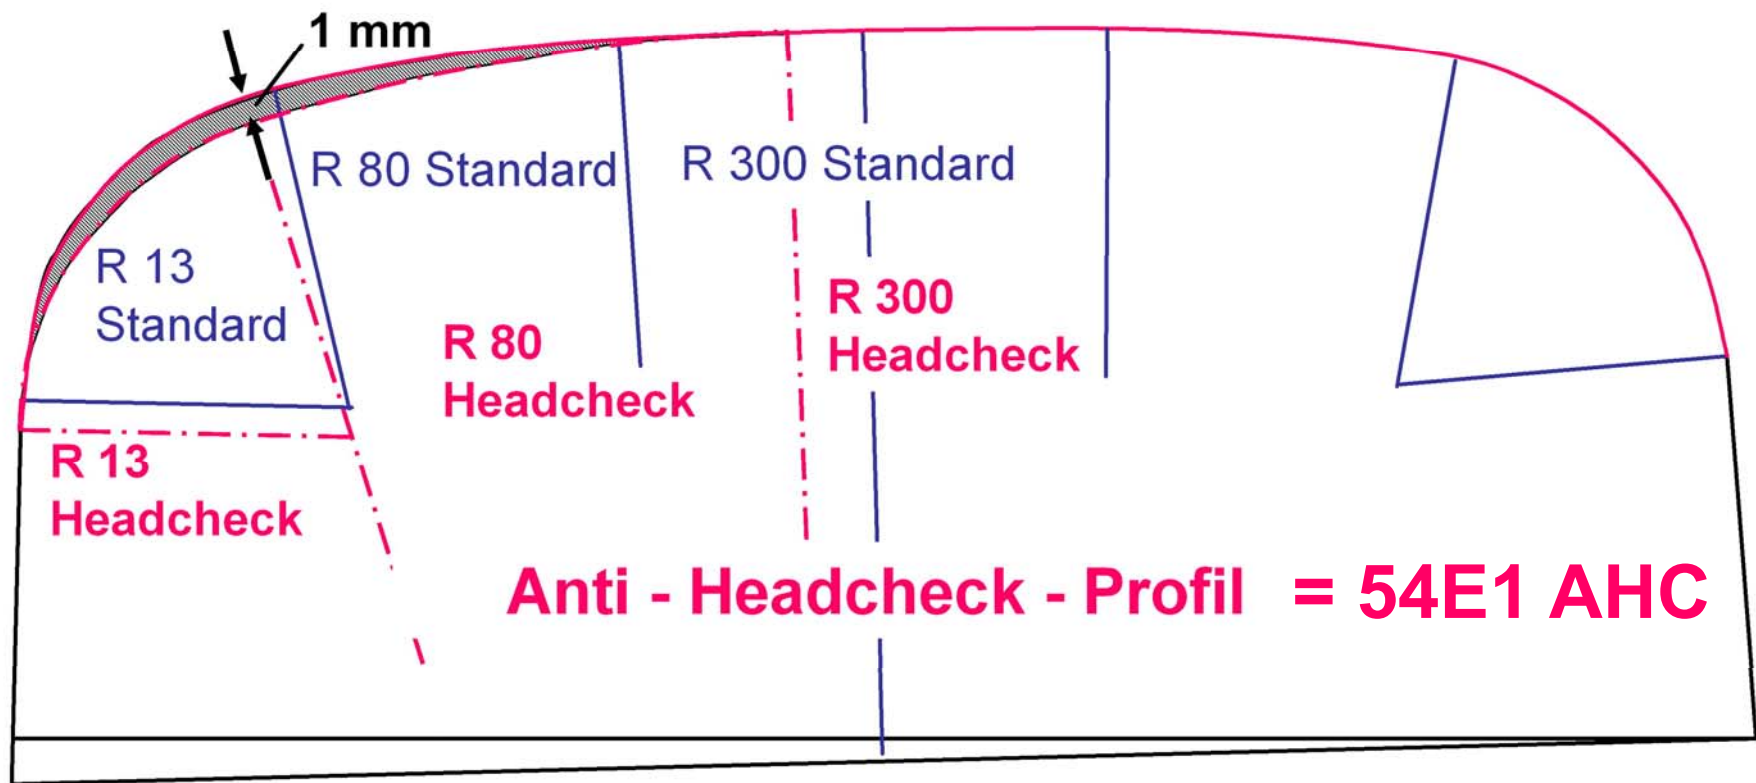 1 mm
R 80 Standard
R 300 Standard
R 13
Standard
R 300
Headcheck
R 80
Headcheck
R 13
Headcheck
Anti - Headcheck - Profil = 54E1 AHC